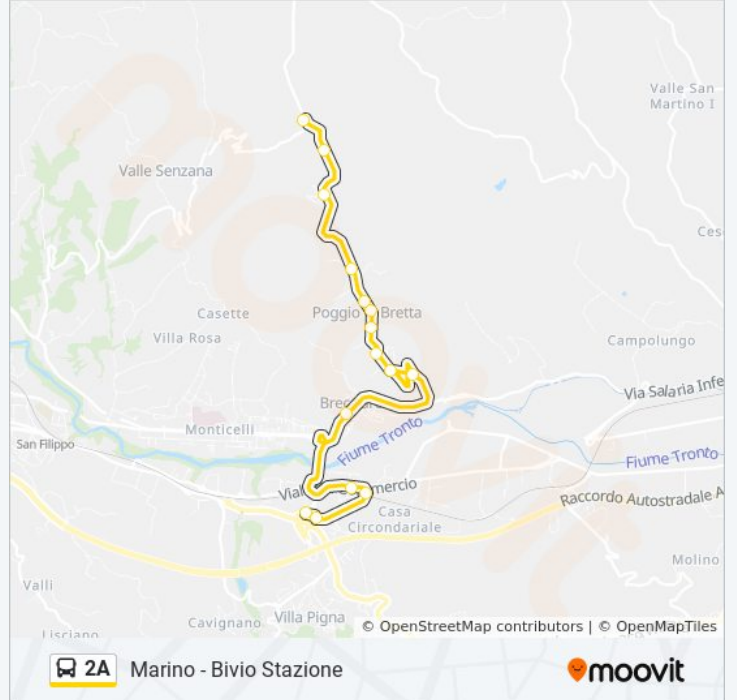 Valle San
Martino I
Valle Senzana
Poggio Bretta
Casette
Villa Rosa
Campolungo
Via Salaria Infe
Monticelli
San Filippo
Fiume Tronto
Fiume Tronto
Casa
Circondariale
Raccordo Autostradale A
Molino
Valli
Cavignano
Villa Pigna
Lisciano
© OpenStreetMap contributors | © OpenMapTiles
2A
Marino - Bivio Stazione
moovit